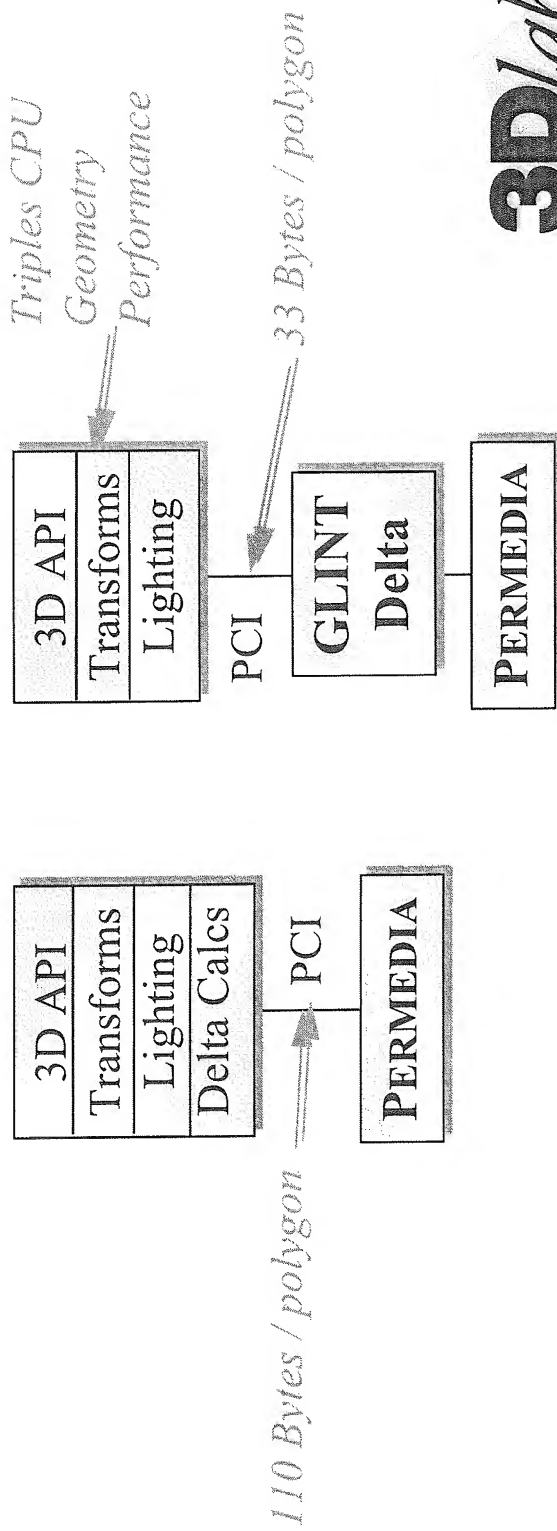 3D API
Transforms
Lighting
Delta Calcs
110 Bytes / polygon
PCI
PERMEDIA
3D API
Transforms
Lighting
Triples CPU
Geometry
Performance
PCI
33 Bytes / polygon
GLINT
Delta
PERMEDIA